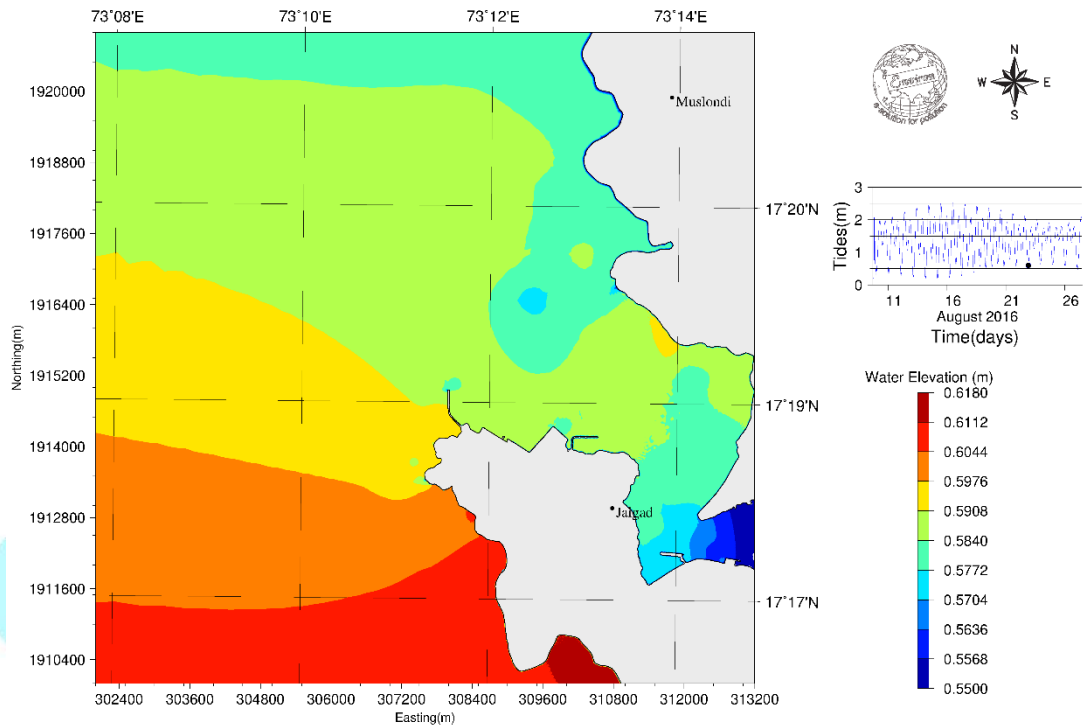 73°08'E 73°10'E 73°12'E 73°14'E
N
W E
S
e-solution for pollution
1920000
1918800
1917600
1916400
1915200
1914000
1912800
1911600
1910400
Northing(m)
Muslondi
Jaigad
17°20'N
17°19'N
17°17'N
302400 303600 304800 306000 307200 308400 309600 310800 312000 313200
Easting(m)
3
2
1
0
Tides(m)
11 16 21 26
August 2016
Time(days)
Water Elevation (m)
0.6180
0.6112
0.6044
0.5976
0.5908
0.5840
0.5772
0.5704
0.5636
0.5568
0.5500